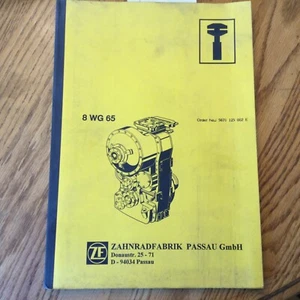 8 WG 65
ZF
ZAHNRADFABRIK PASSAU GmbH
Donaustr. 25 - 71
D - 94034 Passau